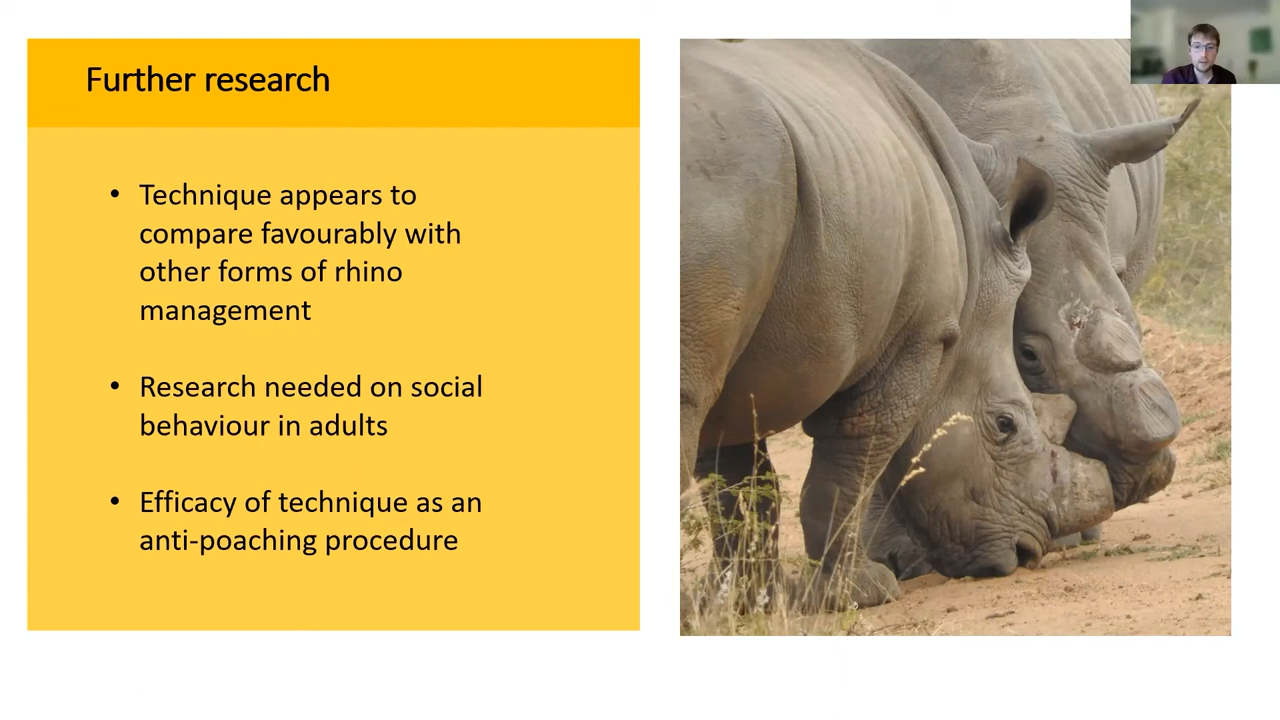 Further research
• Technique appears to
compare favourably with
other forms of rhino
management
• Research needed on social
behaviour in adults
• Efficacy of technique as an
anti-poaching procedure